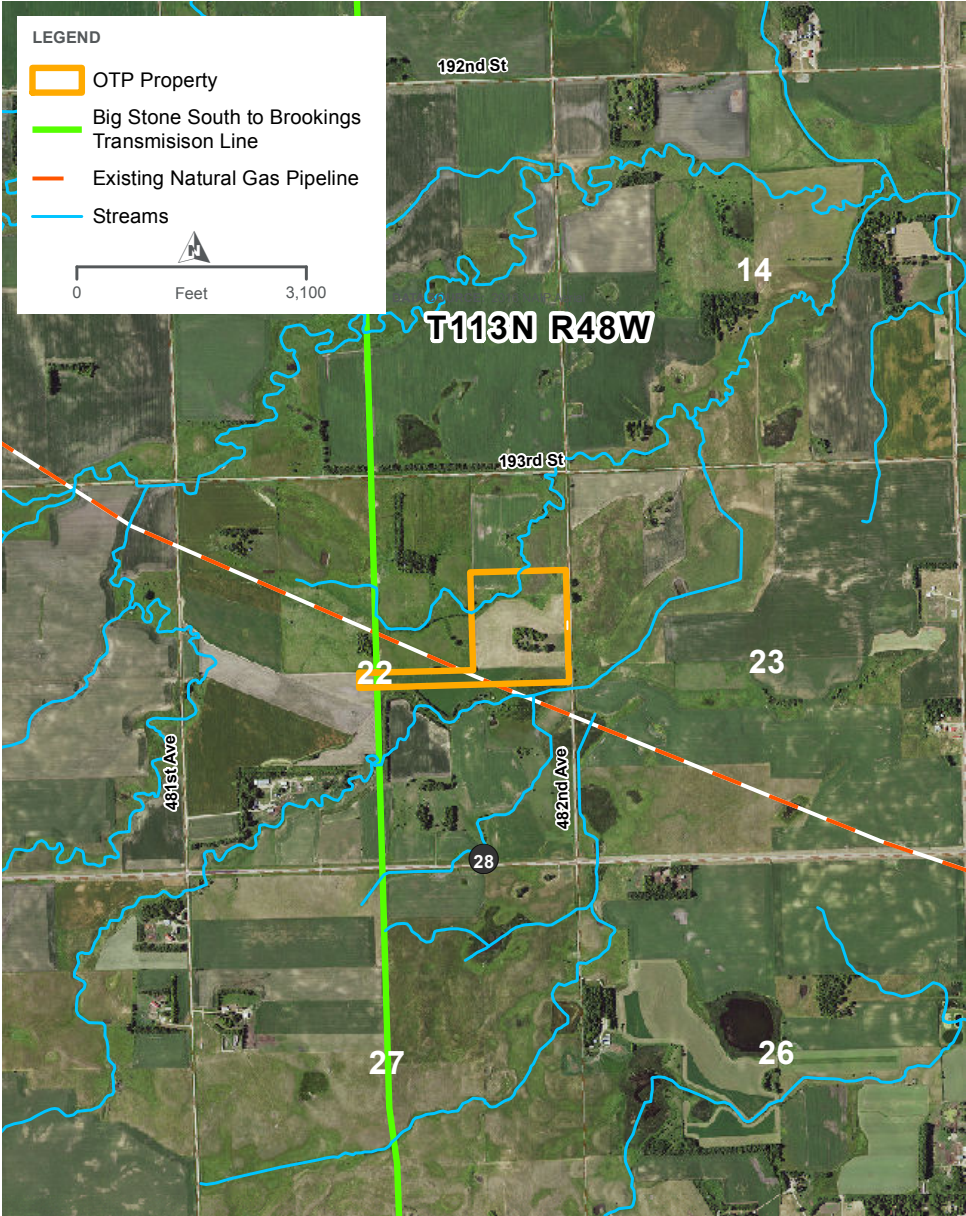 LEGEND
OTP Property
Big Stone South to Brookings
Transmisison Line
Existing Natural Gas Pipeline
Streams
N
0 Feet 3,100
192nd St
14
T113N R48W
193rd St
23
22
481st Ave
482nd Ave
28
27
26